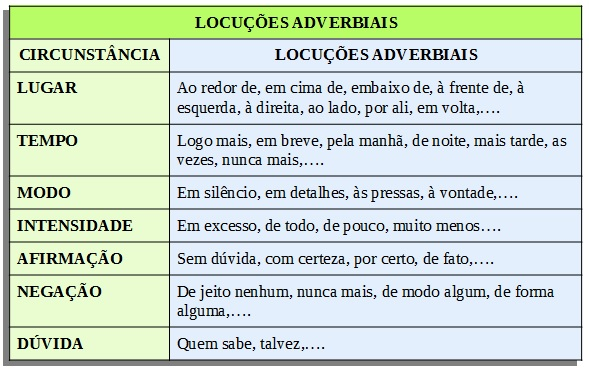 LOCUÇÕES ADVERBIAIS
CIRCUNSTÂNCIA LOCUÇÕES ADVERBIAIS
LUGAR Ao redor de, em cima de, embaixo de, à frente de, à
esquerda, à direita, ao lado, por ali, em volta,….
TEMPO Logo mais, em breve, pela manhã, de noite, mais tarde, as
vezes, nunca mais,….
MODO Em silêncio, em detalhes, às pressas, à vontade,….
INTENSIDADE Em excesso, de todo, de pouco, muito menos….
AFIRMAÇÃO Sem dúvida, com certeza, por certo, de fato,….
NEGAÇÃO De jeito nenhum, nunca mais, de modo algum, de forma
alguma,….
DÚVIDA Quem sabe, talvez,….